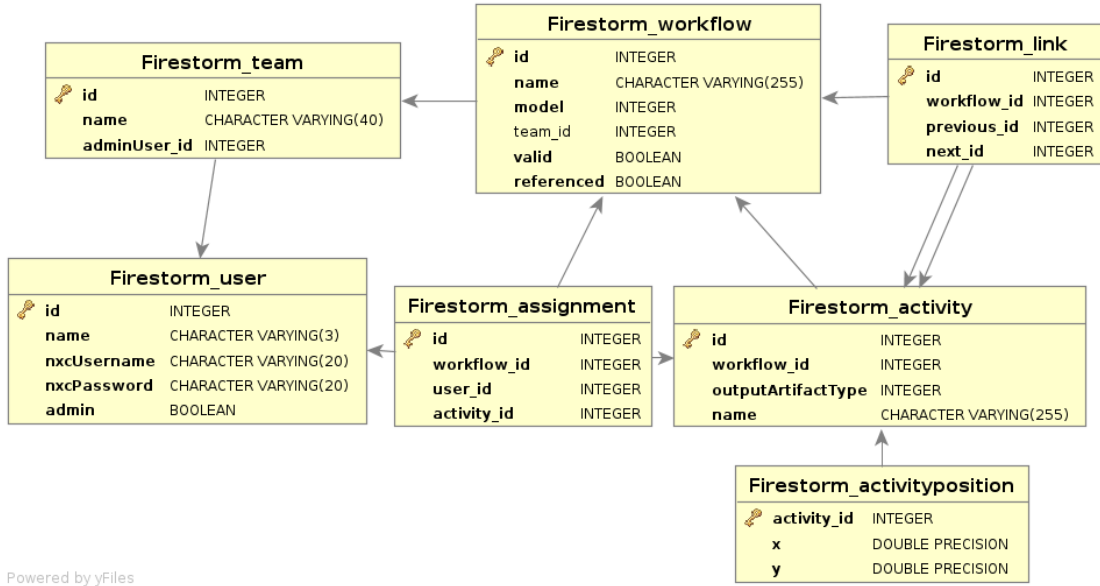 Firestorm_workflow
id INTEGER
name CHARACTER VARYING(255)
model INTEGER
team_id INTEGER
valid BOOLEAN
referenced BOOLEAN
Firestorm_link
id INTEGER
workflow_id INTEGER
previous_id INTEGER
next_id INTEGER
Firestorm_team
id INTEGER
name CHARACTER VARYING(40)
adminUser_id INTEGER
Firestorm_user
id INTEGER
name CHARACTER VARYING(3)
nxcUsername CHARACTER VARYING(20)
nxcPassword CHARACTER VARYING(20)
admin BOOLEAN
Firestorm_assignment
id INTEGER
workflow_id INTEGER
user_id INTEGER
activity_id INTEGER
Firestorm_activity
id INTEGER
workflow_id INTEGER
outputArtifactType INTEGER
name CHARACTER VARYING(255)
Firestorm_activityposition
activity_id INTEGER
x DOUBLE PRECISION
y DOUBLE PRECISION
Powered by yFiles